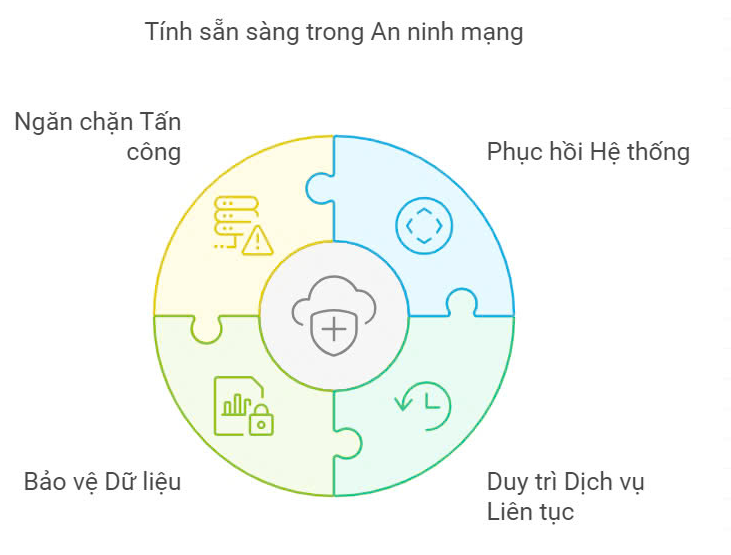 Tính sẵn sàng trong An ninh mạng
Ngăn chặn Tấn
công
Phục hồi Hệ thống
Bảo vệ Dữ liệu
Duy trì Dịch vụ
Liên tục